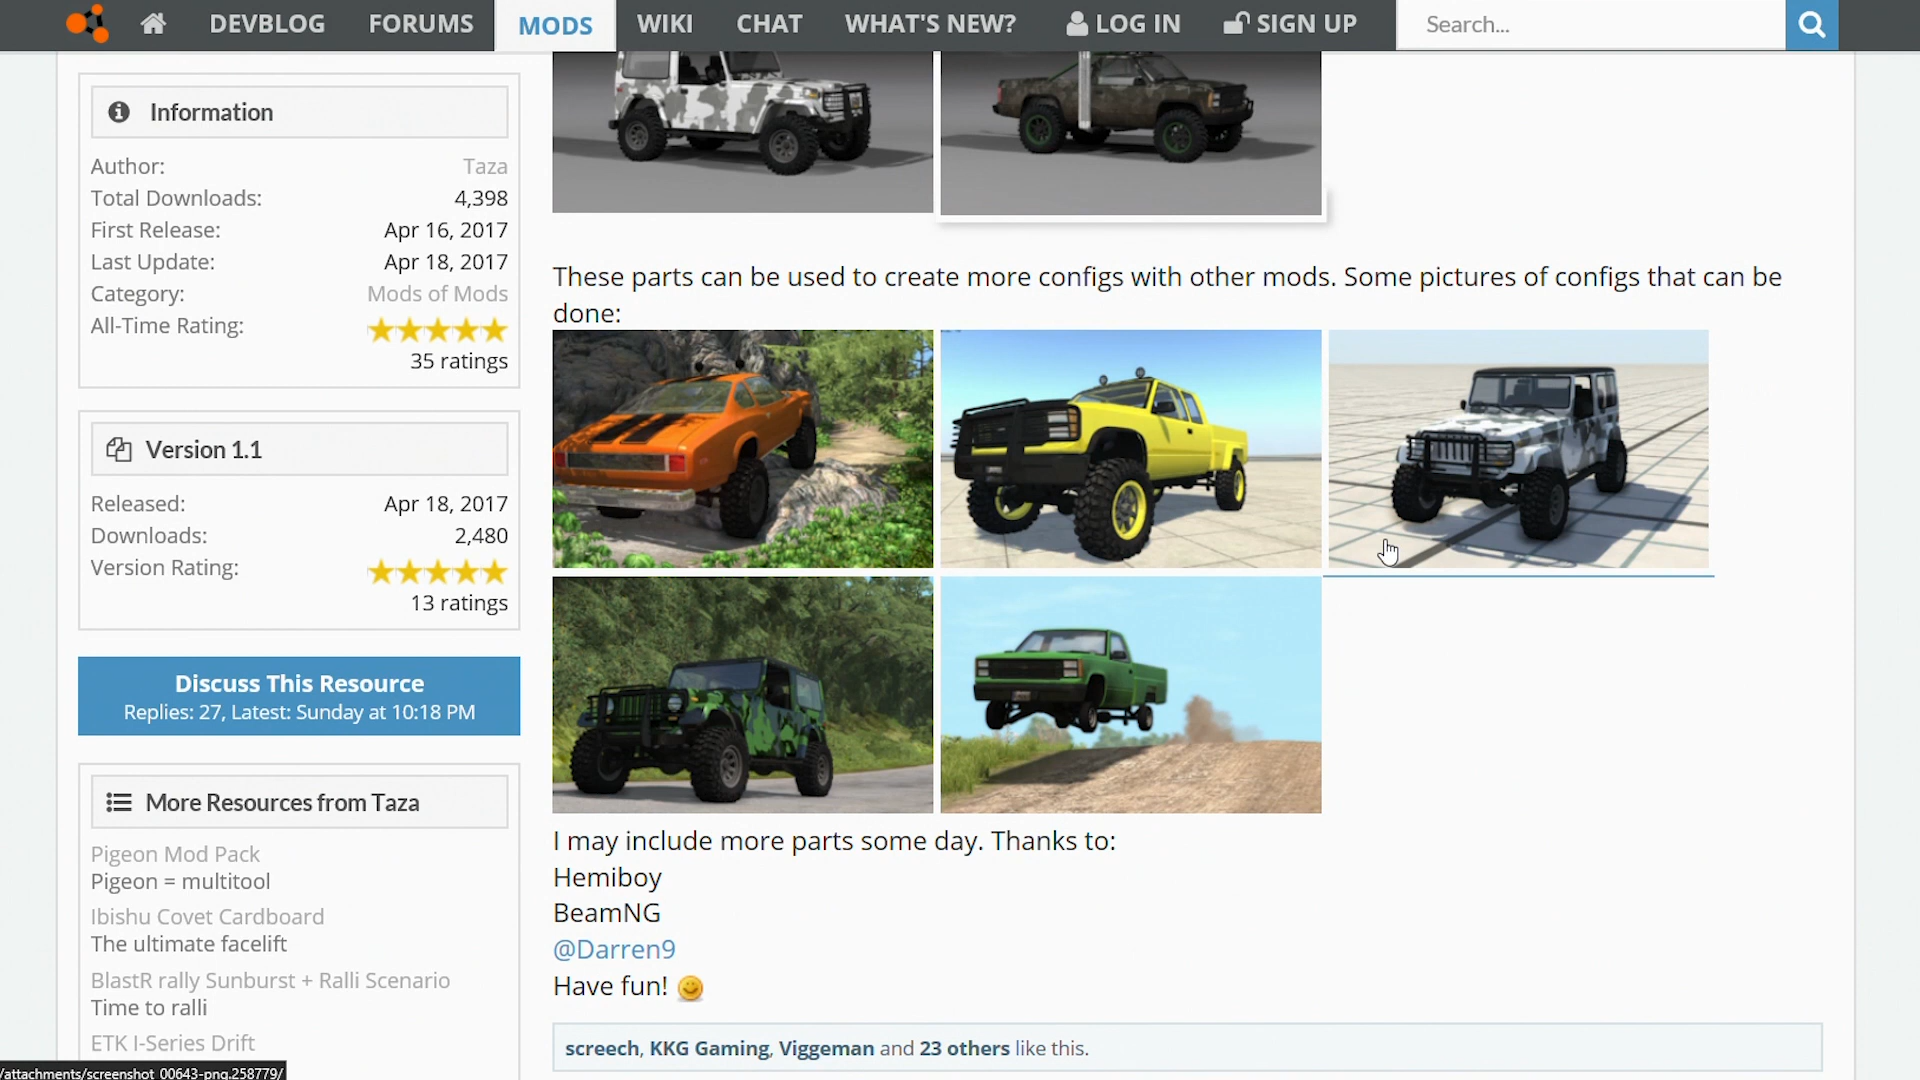 DEVBLOG FORUMS MODS WIKI CHAT WHAT'S NEW? LOG IN SIGN UP Search...
Information
Author: Taza
Total Downloads: 4,398
First Release: Apr 16, 2017
Last Update: Apr 18, 2017
Category: Mods of Mods
All-Time Rating:
35 ratings
Version 1.1
Released: Apr 18, 2017
Downloads: 2,480
Version Rating:
13 ratings
Discuss This Resource
Replies: 27, Latest: Sunday at 10:18 PM
More Resources from Taza
Pigeon Mod Pack
Pigeon = multitool
Ibishu Covet Cardboard
The ultimate facelift
BlastR rally Sunburst + Ralli Scenario
Time to ralli
ETK I-Series Drift
/attachments/screenshot_00643-png.258779/
These parts can be used to create more configs with other mods. Some pictures of configs that can be
done:
I may include more parts some day. Thanks to:
Hemiboy
BeamNG
@Darren9
Have fun!
screech, KKG Gaming, Viggeman and 23 others like this.